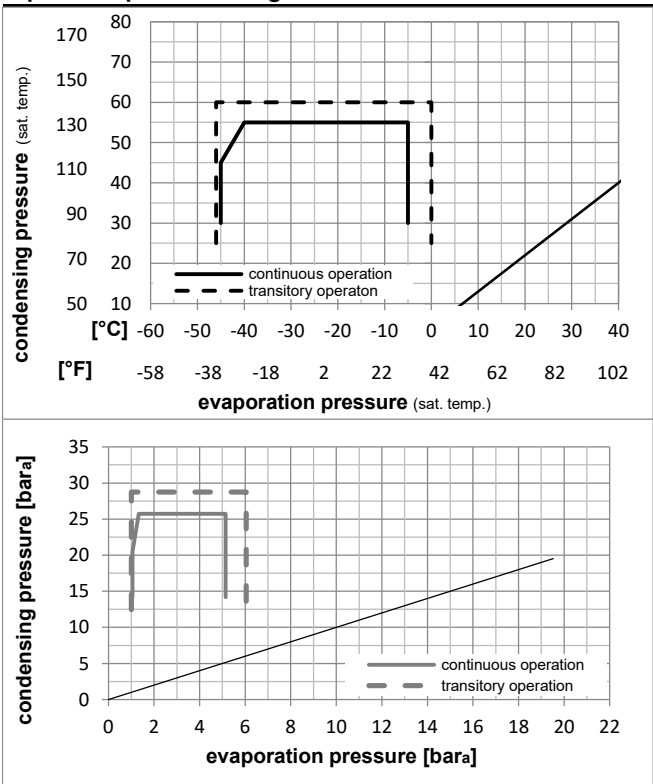 170 80
70
150
60
130 50
110 40
90 30
70 20
50 10
condensing pressure (sat. temp.)
continuous operation
transitory operaton
[°C] -60 -50 -40 -30 -20 -10 0 10 20 30 40
[°F] -58 -38 -18 2 22 42 62 82 102
evaporation pressure (sat. temp.)
35
30
25
20
15
10
5
0
condensing pressure [bara]
continuous operation
transitory operation
0 2 4 6 8 10 12 14 16 18 20 22
evaporation pressure [bara]